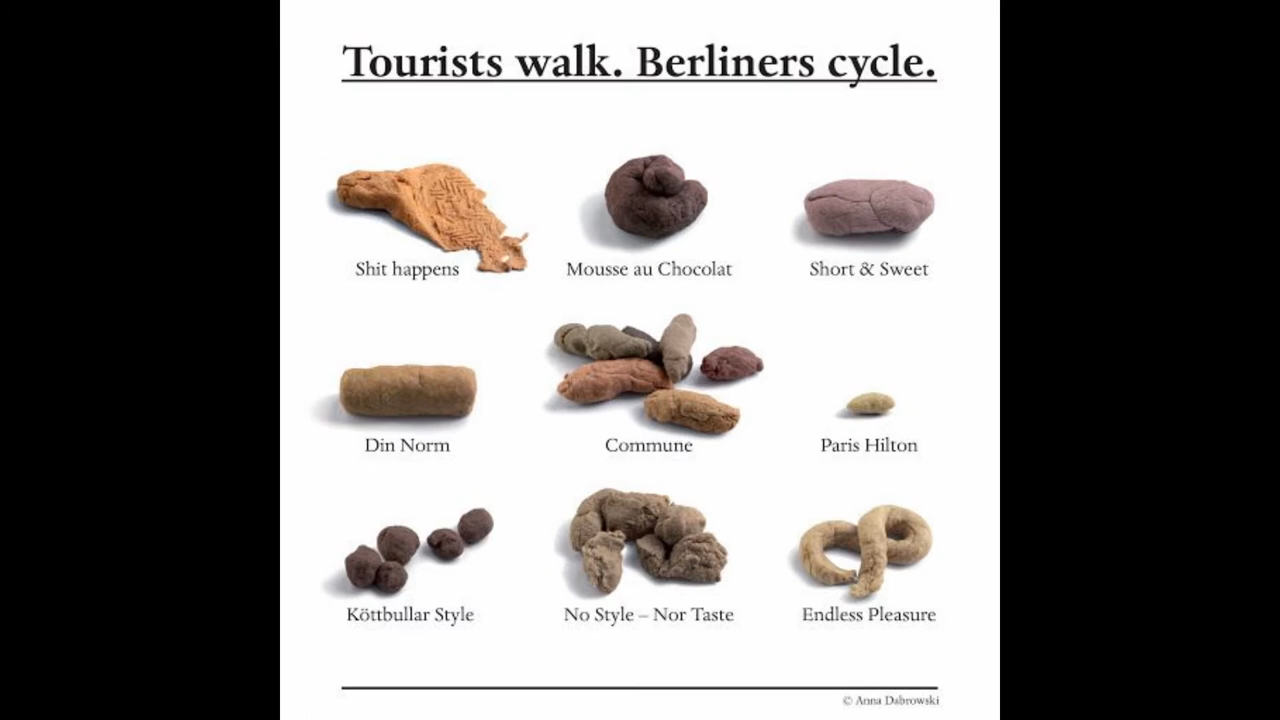 Tourists walk. Berliners cycle.
Shit happens
Mousse au Chocolat
Short & Sweet
Din Norm
Commune
Paris Hilton
Köttbullar Style
No Style – Nor Taste
Endless Pleasure
© Anna Dabrowski